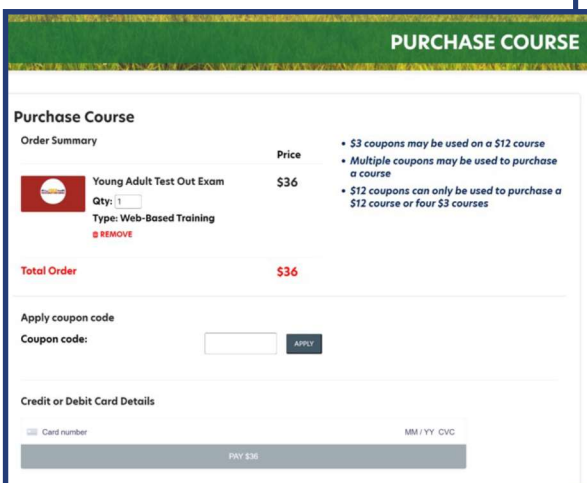 PURCHASE COURSE
Purchase Course
Order Summary
Price
Young Adult Test Out Exam
$36
Qty: 1
Type: Web-Based Training
REMOVE
Total Order
$36
• $3 coupons may be used on a $12 course
• Multiple coupons may be used to purchase
a course
• $12 coupons can only be used to purchase a
$12 course or four $3 courses
Apply coupon code
Coupon code:
APPLY
Credit or Debit Card Details
Card number
MM / YY CVC
PAY $36